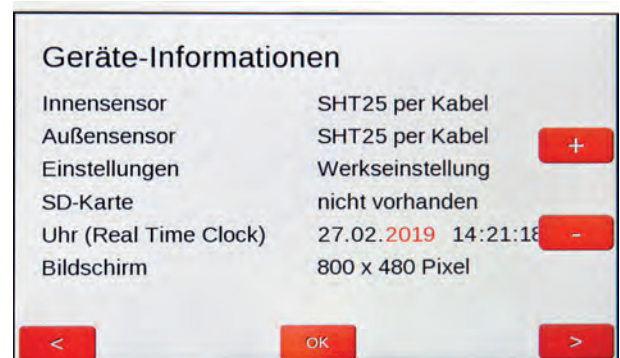 Geräte-Informationen
Innensensor SHT25 per Kabel
Außensensor SHT25 per Kabel
+
Einstellungen Werkseinstellung
SD-Karte nicht vorhanden
Uhr (Real Time Clock) 27.02.2019 14:21:18
-
Bildschirm 800 x 480 Pixel
< OK >